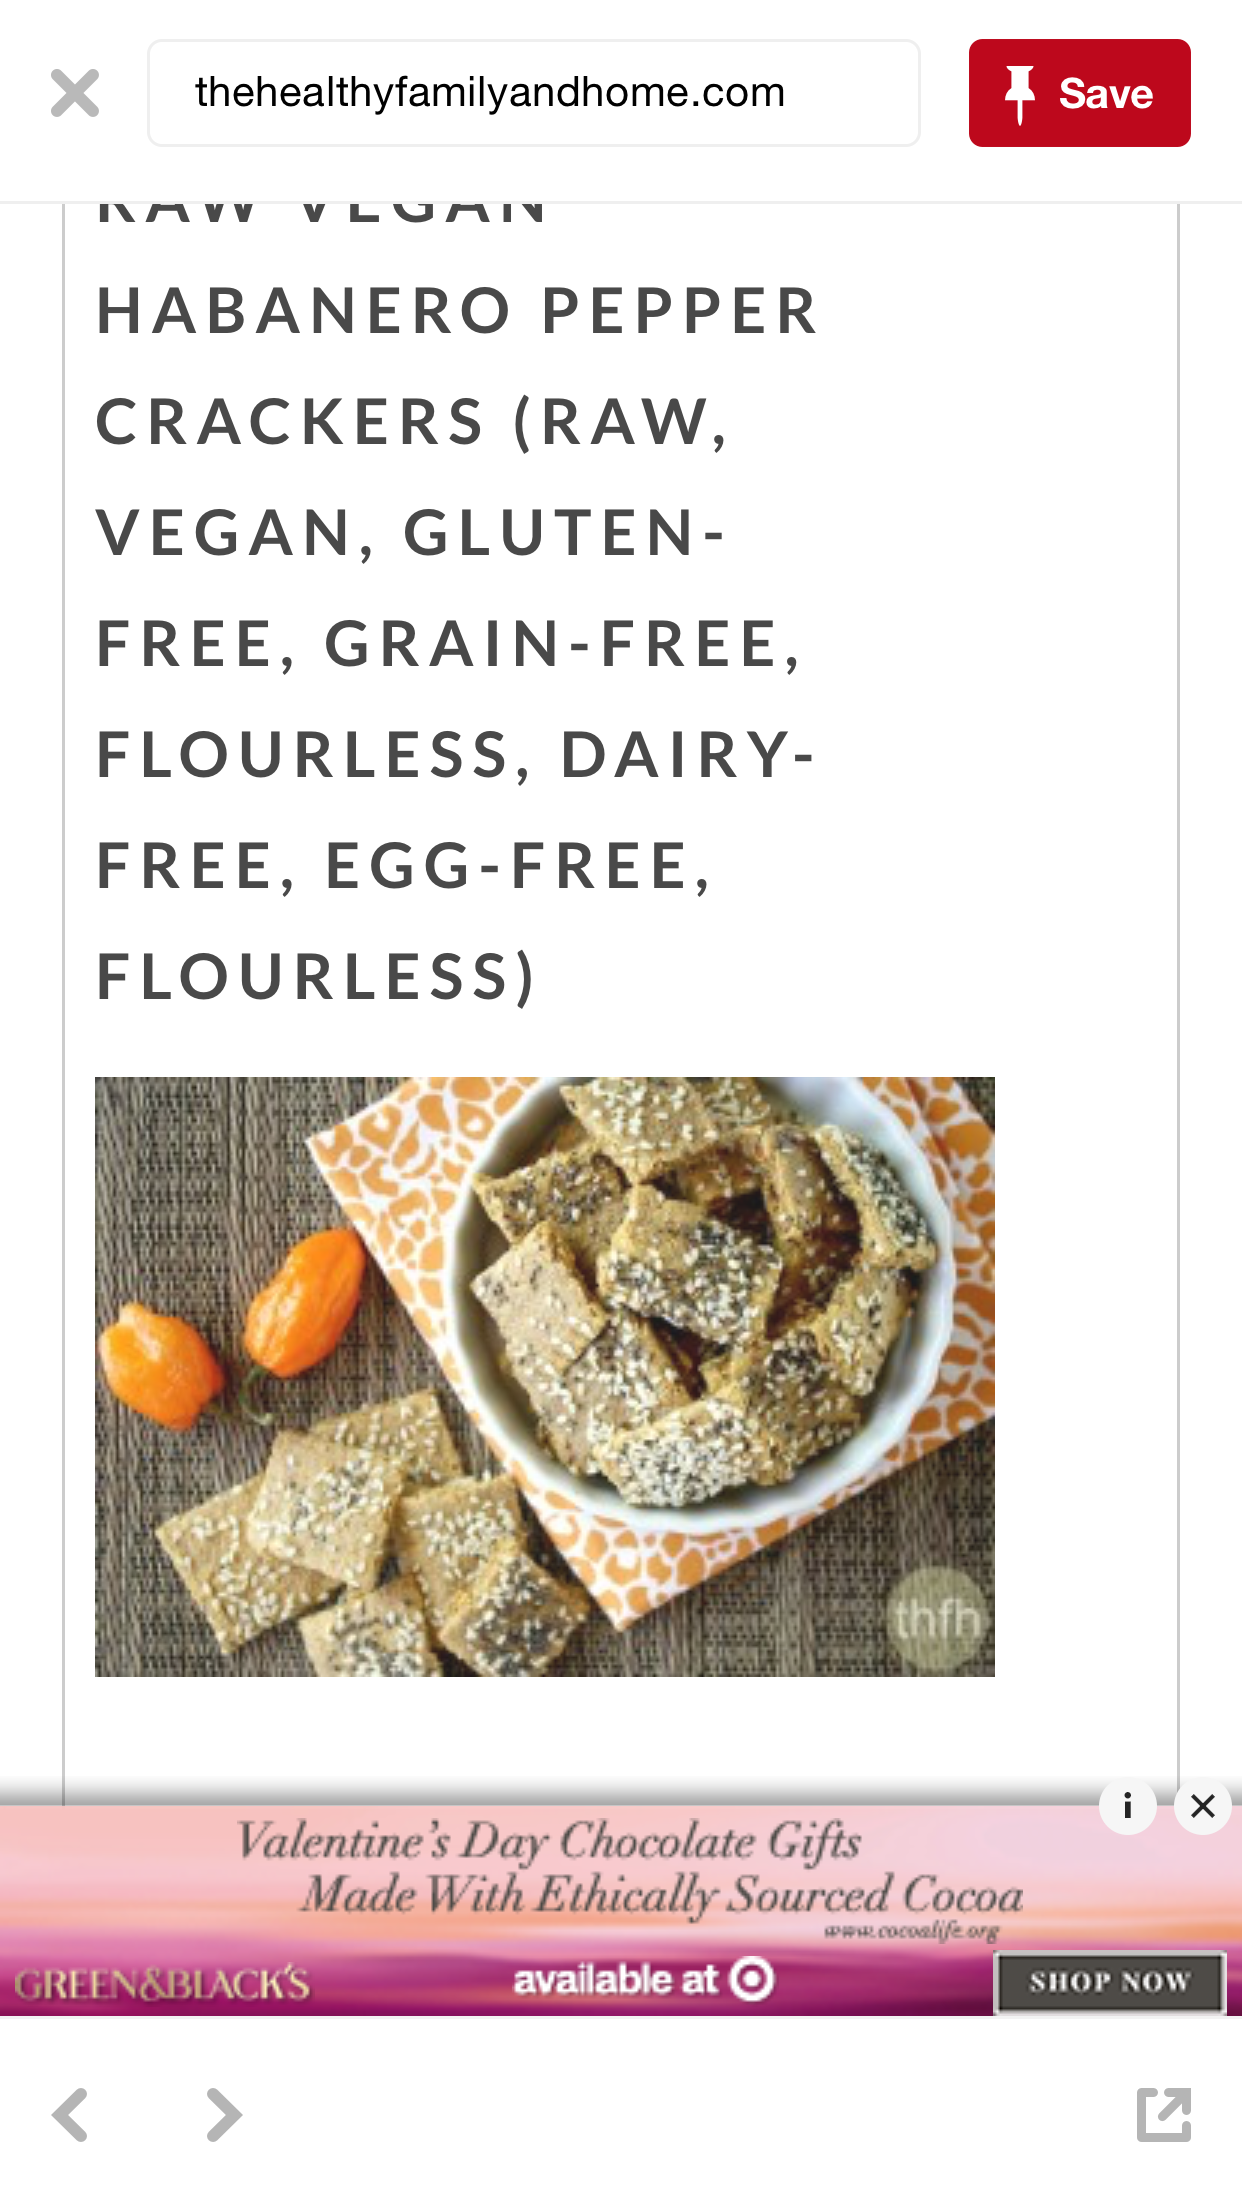 thehealthyfamilyandhome.com
Save
RAW VEGAN
HABANERO PEPPER
CRACKERS (RAW,
VEGAN, GLUTEN-
FREE, GRAIN-FREE,
FLOURLESS, DAIRY-
FREE, EGG-FREE,
FLOURLESS)
thfh
i
Valentine's Day Chocolate Gifts
Made With Ethically Sourced Cocoa
www.cocoalife.org
GREEN&BLACK'S
available at
SHOP NOW